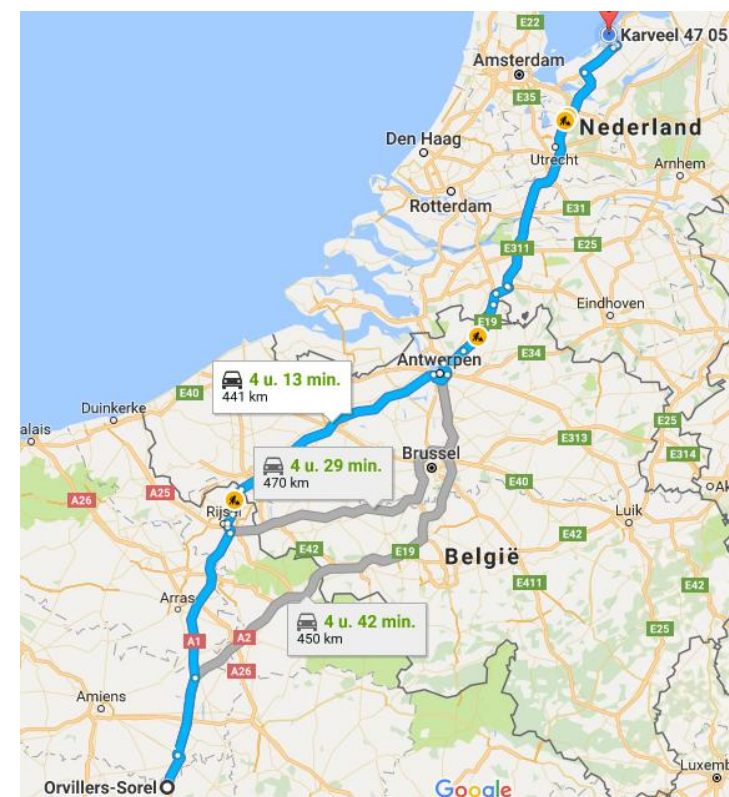 E22
Karveel 47 05
Amsterdam
E35
Nederland
Den Haag
Utrecht
Arnhem
Rotterdam
E31
E311
E25
Eindhoven
E19
Antwerpen
E34
4 u. 13 min.
441 km
E40
Duinkerke
alais
E25
E313
Brussel
E314
4 u. 29 min.
470 km
E40
A26
A25
Luik
E42
E42
E19
België
E411
E42
Arras
4 u. 42 min.
450 km
A1
A2
E25
A26
Amiens
Luxemb
Orvillers-Sorel
Google